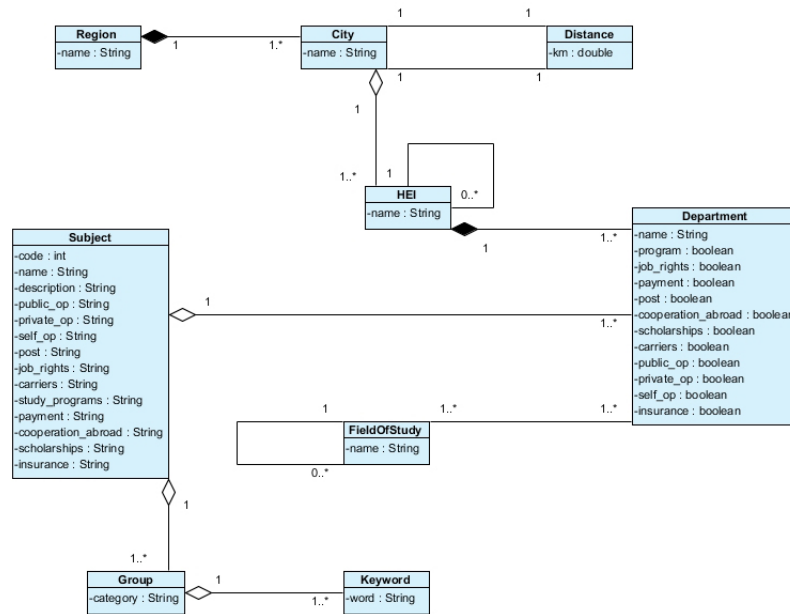 Region
-name : String
1
1..*
City
-name : String
1
1
Distance
-km : double
1
1
1
1..*
1
HEI
-name : String
0..*
1
1..*
Department
-name : String
-program : boolean
-job_rights : boolean
-payment : boolean
-post : boolean
-cooperation_abroad : boolean
-scholarships : boolean
-carriers : boolean
-public_op : boolean
-private_op : boolean
-self_op : boolean
-insurance : boolean
Subject
-code : int
-name : String
-description : String
-public_op : String
-private_op : String
-self_op : String
-post : String
-job_rights : String
-carriers : String
-study_programs : String
-payment : String
-cooperation_abroad : String
-scholarships : String
-insurance : String
1
1..*
1
1..*
1..*
FieldOfStudy
-name : String
0..*
1
1..*
Group
-category : String
1
1..*
Keyword
-word : String